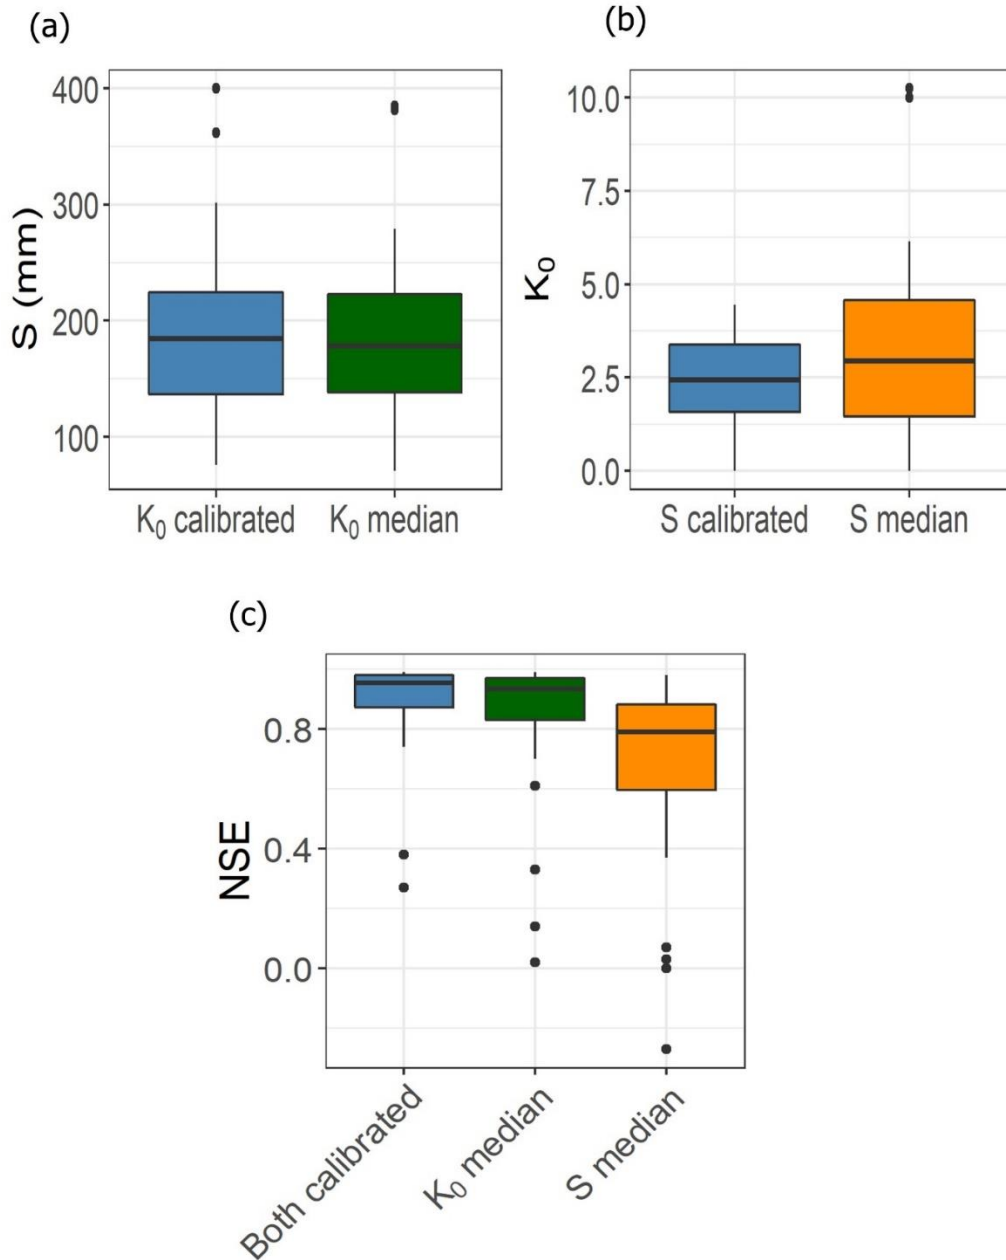 (a)
S (mm)
400
300
200
100
K₀ calibrated K₀ median
(b)
K₀
10.0
7.5
5.0
2.5
0.0
S calibrated S median
(c)
NSE
0.8
0.4
0.0
Both calibrated
K₀ median
S median